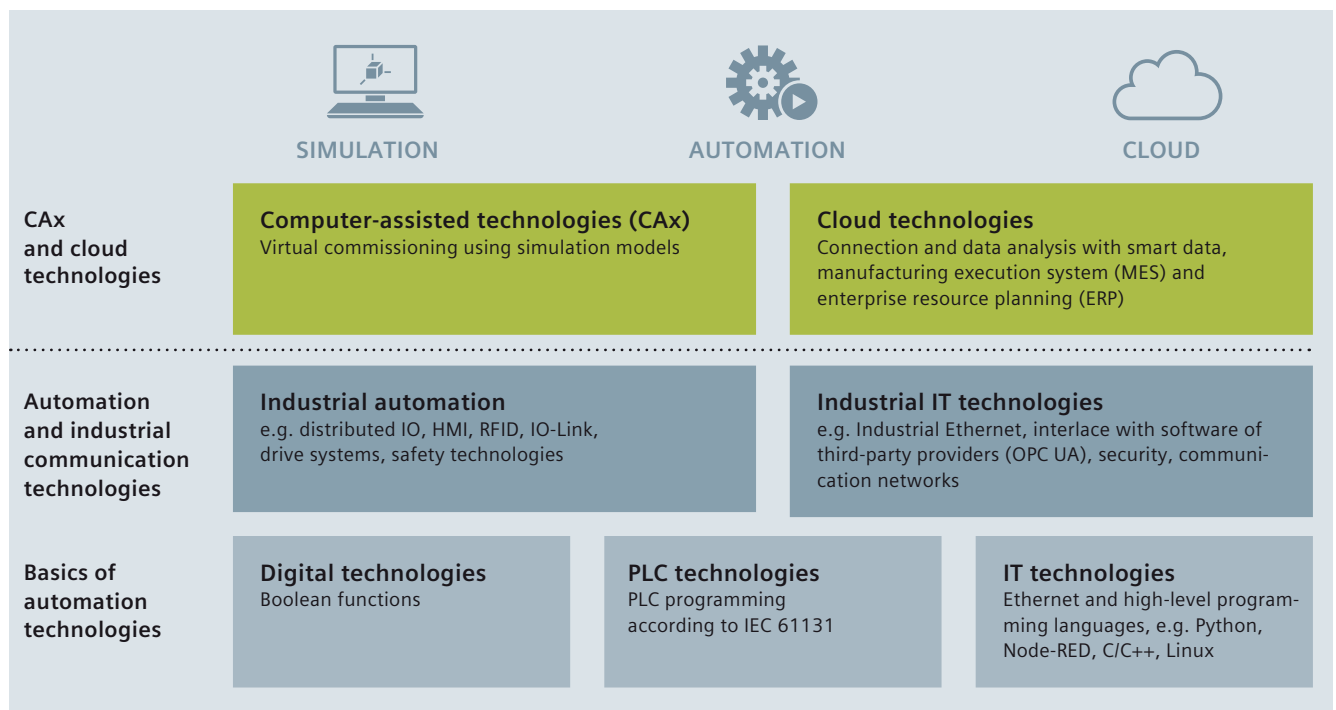 SIMULATION
AUTOMATION
CLOUD
CAx
and cloud
technologies
Computer-assisted technologies (CAx)
Virtual commissioning using simulation models
Cloud technologies
Connection and data analysis with smart data,
manufacturing execution system (MES) and
enterprise resource planning (ERP)
Automation
and industrial
communication
technologies
Industrial automation
e.g. distributed IO, HMI, RFID, IO-Link,
drive systems, safety technologies
Industrial IT technologies
e.g. Industrial Ethernet, interlace with software of
third-party providers (OPC UA), security, communi-
cation networks
Basics of
automation
technologies
Digital technologies
Boolean functions
PLC technologies
PLC programming
according to IEC 61131
IT technologies
Ethernet and high-level program-
ming languages, e.g. Python,
Node-RED, C/C++, Linux